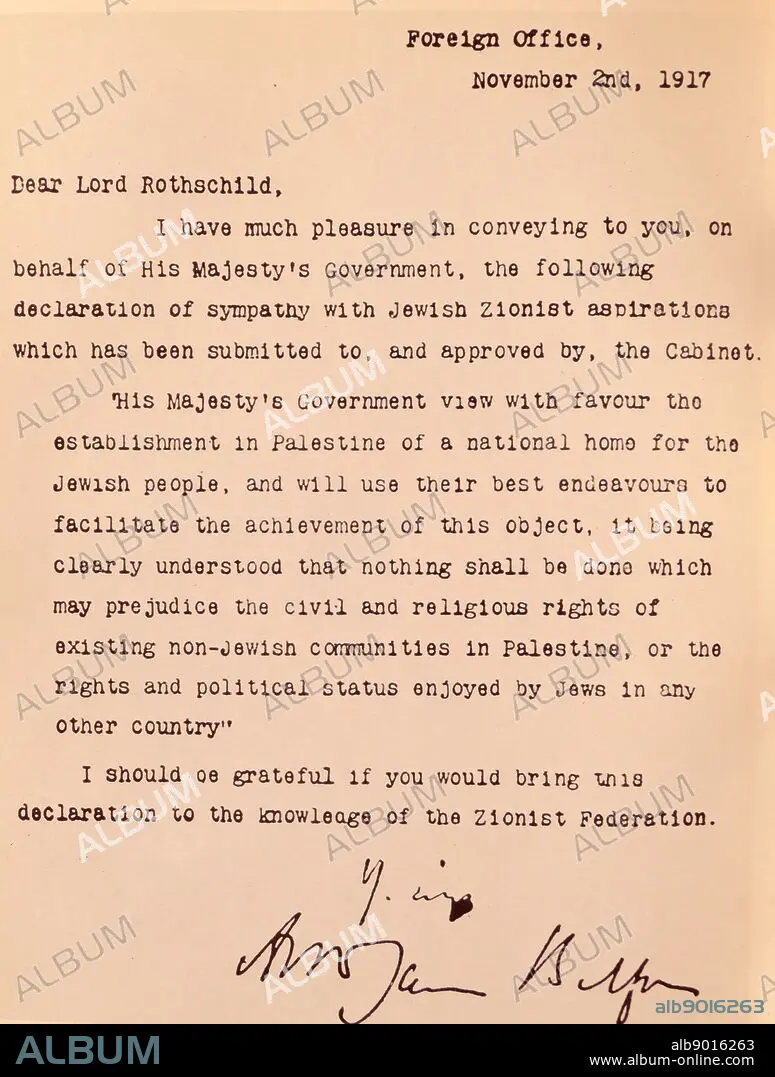 Foreign Office,
November 2nd, 1917
Dear Lord Rothschild,
I have much pleasure in conveying to you, on
behalf of His Majesty's Government, the following
declaration of sympathy with Jewish Zionist aspirations
which has been submitted to, and approved by, the Cabinet.
"His Majesty's Government view with favour the
establishment in Palestine of a national home for the
Jewish people, and will use their best endeavours to
facilitate the achievement of this object, it being
clearly understood that nothing shall be done which
may prejudice the civil and religious rights of
existing non-Jewish communities in Palestine, or the
rights and political status enjoyed by Jews in any
other country"
I should be grateful if you would bring this
declaration to the knowledge of the Zionist Federation.
alb9016263
ALBUM
alb9016263
www.album-online.com